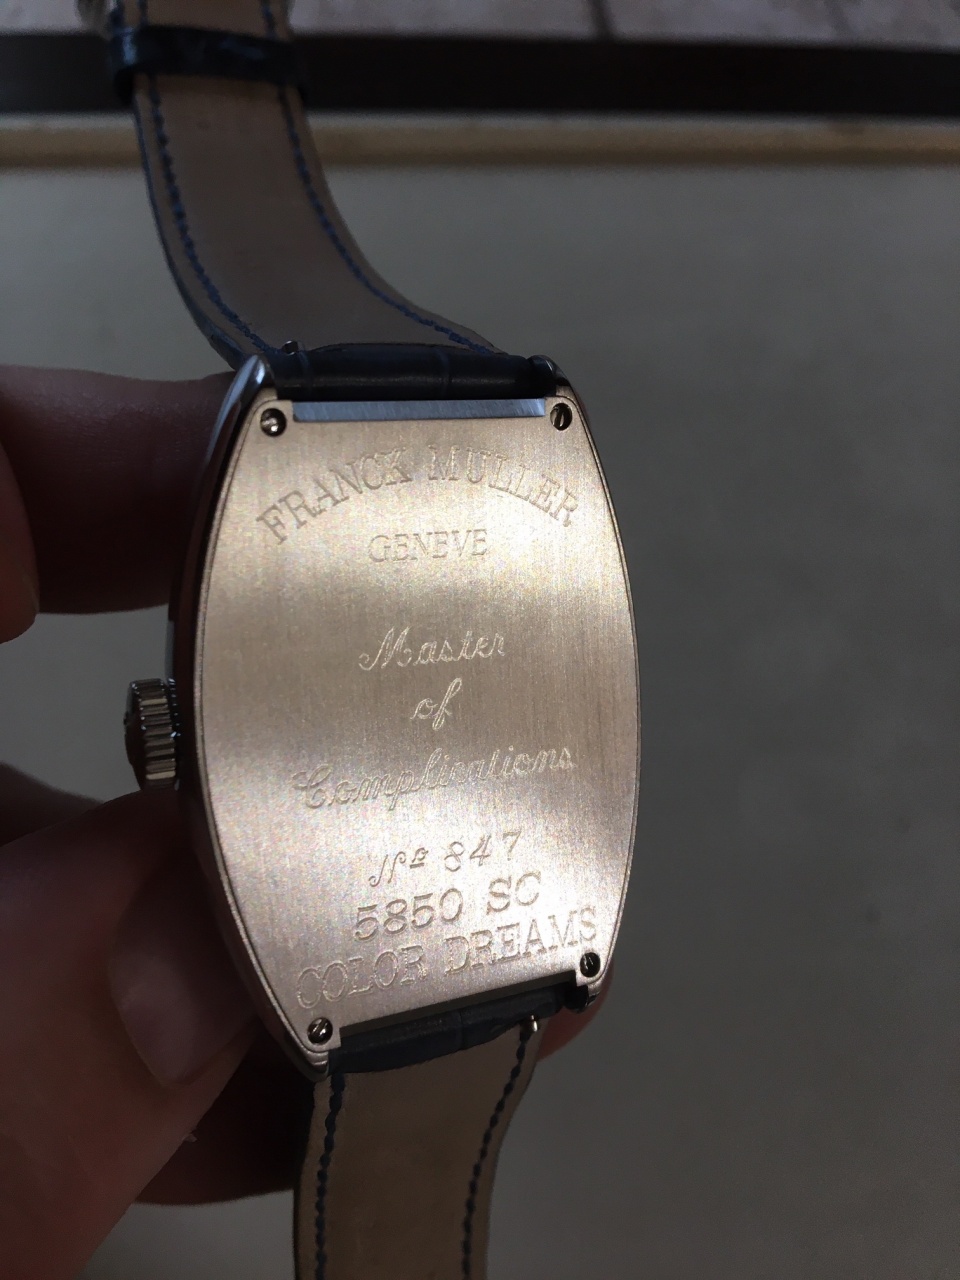 FRANCK MULLER
GENEVE
Master
of
Complications
Nº 847
5850 SC
COLOR DREAMS